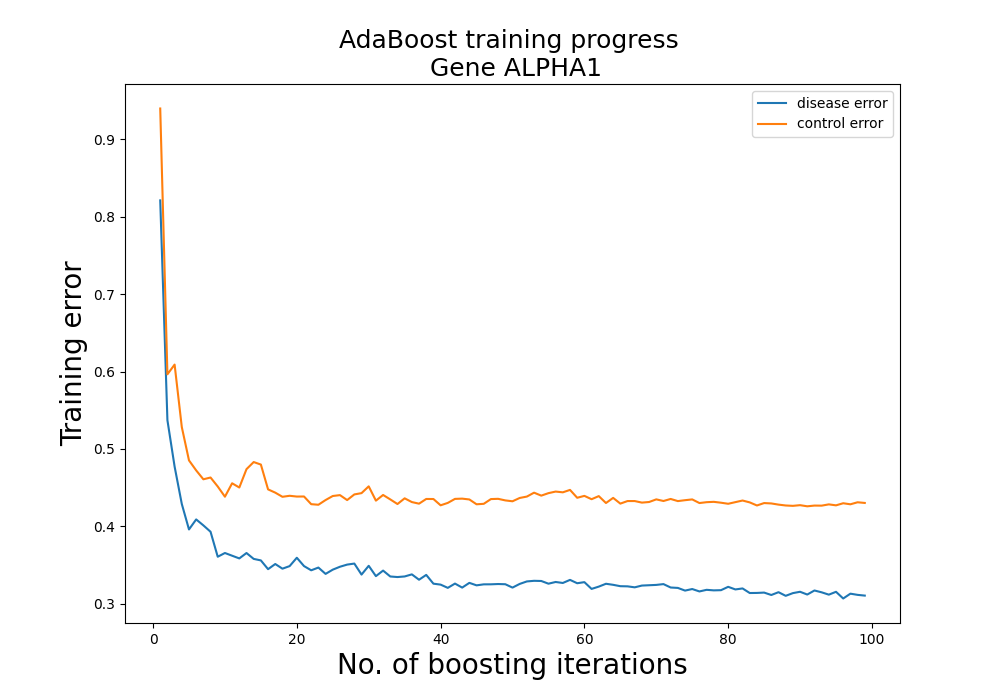 AdaBoost training progress
Gene ALPHA1
disease error
control error
Training error
0.9
0.8
0.7
0.6
0.5
0.4
0.3
0 20 40 60 80 100
No. of boosting iterations